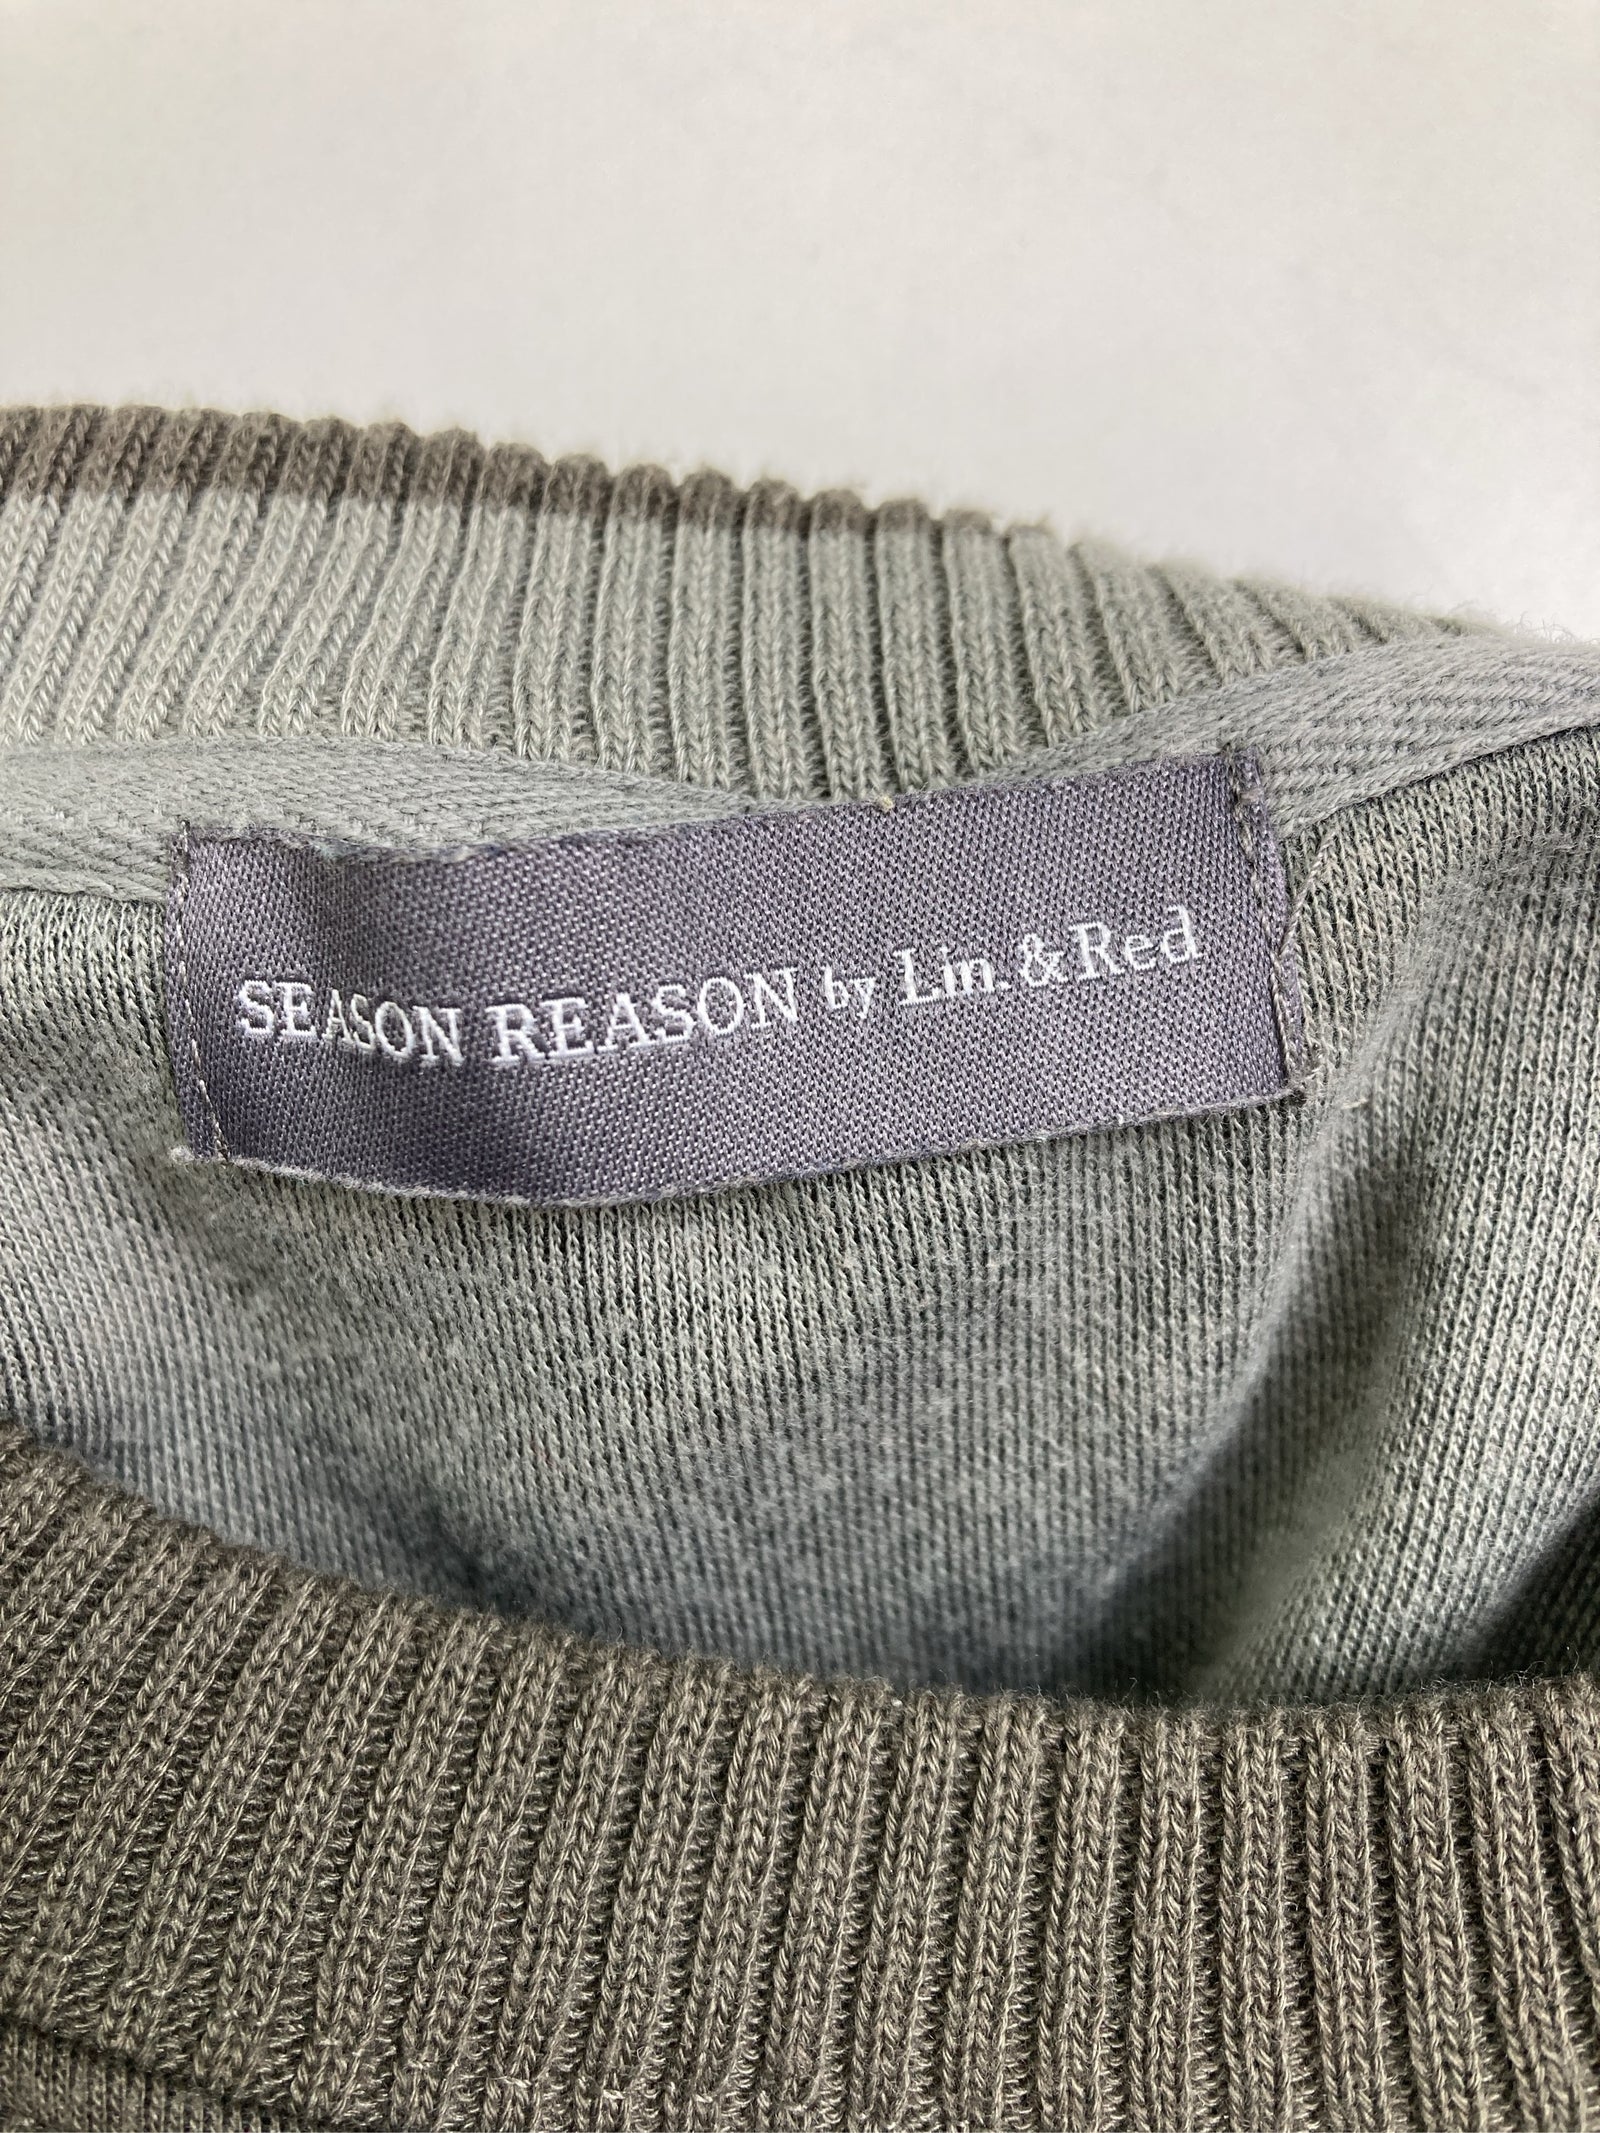 SEASON REASON by Lin. & Red